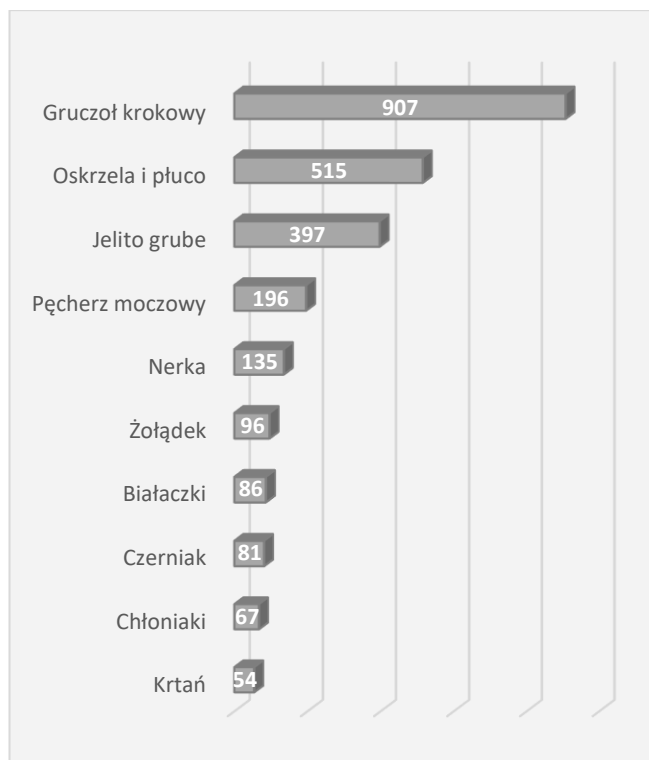 Gruczoł krokowy 907
Oskrzela i płuco 515
Jelito grube 397
Pęcherz moczowy 196
Nerka 135
Żołądek 96
Białaczki 86
Czerniak 81
Chłoniaki 67
Krtań 54